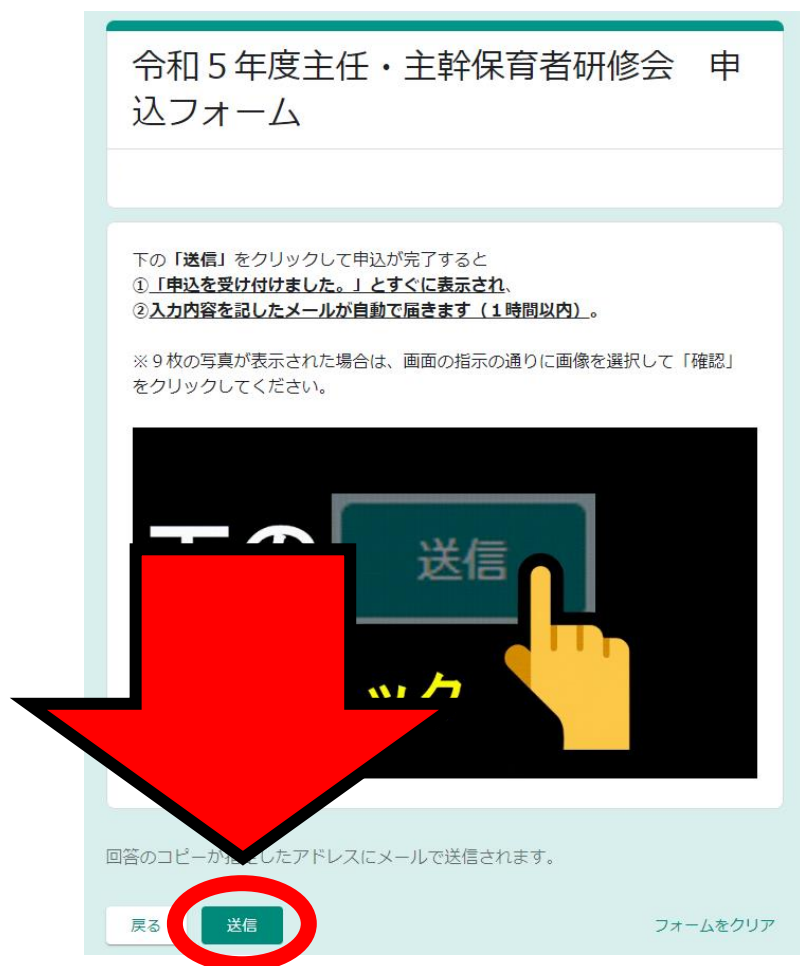 令和５年度主任・主幹保育者研修会　申
込フォーム
下の「送信」をクリックして申込が完了すると
①「申込を受け付けました。」とすぐに表示され、
②入力内容を記したメールが自動で届きます（１時間以内）。
※９枚の写真が表示された場合は、画面の指示の通りに画像を選択して「確認」
をクリックしてください。
下の
送信
ック
回答のコピーが指定したアドレスにメールで送信されます。
戻る
送信
フォームをクリア